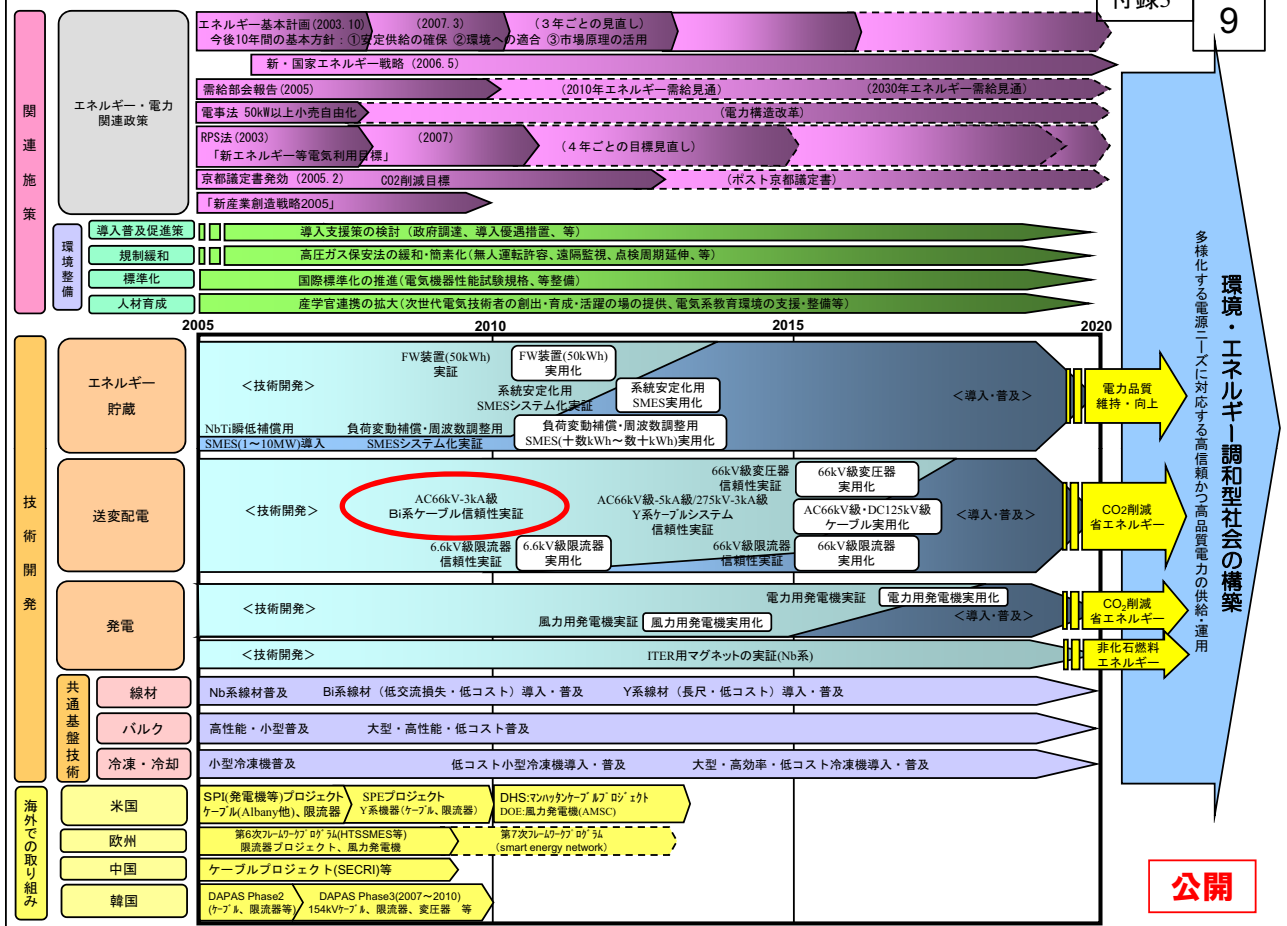 付録3
9
関連施策
エネルギー・電力
関連政策
エネルギー基本計画(2003.10)
(2007.3)
(３年ごとの見直し)
今後10年間の基本方針：①安定供給の確保 ②環境への適合 ③市場原理の活用
新・国家エネルギー戦略 (2006.5)
需給部会報告(2005)
(2010年エネルギー需給見通)
(2030年エネルギー需給見通)
電事法 50kW以上小売自由化
(電力構造改革)
RPS法(2003)
(2007)
(４年ごとの目標見直し)
「新エネルギー等電気利用目標」
京都議定書発効 (2005.2)
CO2削減目標
(ポスト京都議定書)
「新産業創造戦略2005」
環境整備
導入普及促進策
導入支援策の検討 (政府調達、導入優遇措置、等)
規制緩和
高圧ガス保安法の緩和・簡素化(無人運転許容、遠隔監視、点検周期延伸、等)
標準化
国際標準化の推進(電気機器性能試験規格、等整備)
人材育成
産学官連携の拡大(次世代電気技術者の創出・育成・活躍の場の提供、電気系教育環境の支援・整備等)
2005
2010
2015
2020
技術開発
エネルギー
貯蔵
＜技術開発＞
FW装置(50kWh)
実証
FW装置(50kWh)
実用化
系統安定化用
SMESシステム化実証
系統安定化用
SMES実用化
＜導入・普及＞
NbTi瞬低補償用
SMES(1～10MW)導入
負荷変動補償・周波数調整用
SMESシステム化実証
負荷変動補償・周波数調整用
SMES(十数kWh～数十kWh)実用化
電力品質
維持・向上
送変配電
＜技術開発＞
AC66kV-3kA級
Bi系ケーブル信頼性実証
66kV級変圧器
信頼性実証
66kV級変圧器
実用化
AC66kV級-5kA級/275kV-3kA級
Y系ケーブルシステム
信頼性実証
AC66kV級・DC125kV級
ケーブル実用化
＜導入・普及＞
6.6kV級限流器
信頼性実証
6.6kV級限流器
実用化
66kV級限流器
信頼性実証
66kV級限流器
実用化
CO2削減
省エネルギー
発電
＜技術開発＞
電力用発電機実証
電力用発電機実用化
風力用発電機実証
風力用発電機実用化
＜導入・普及＞
CO2削減
省エネルギー
＜技術開発＞
ITER用マグネットの実証(Nb系)
非化石燃料
エネルギー
共通基盤技術
線材
Nb系線材普及
Bi系線材（低交流損失・低コスト）導入・普及
Y系線材（長尺・低コスト）導入・普及
バルク
高性能・小型普及
大型・高性能・低コスト普及
冷凍・冷却
小型冷凍機普及
低コスト小型冷凍機導入・普及
大型・高効率・低コスト冷凍機導入・普及
海外での取り組み
米国
SPI(発電機等)プロジェクト
ケーブル(Albany他)、限流器
SPEプロジェクト
Y系機器(ケーブル、限流器)
DHS:マンハッタンケーブルプロジェクト
DOE:風力発電機(AMSC)
欧州
第6次フレームワークプログラム(HTSSMES等)
限流器プロジェクト、風力発電機
第7次フレームワークプログラム
(smart energy network)
中国
ケーブルプロジェクト(SECRI)等
韓国
DAPAS Phase2
(ケーブル、限流器等)
DAPAS Phase3(2007～2010)
154kVケーブル、限流器、変圧器 等
環境・エネルギー調和型社会の構築
多様化する電源ニーズに対応する高信頼かつ高品質電力の供給・運用
公開